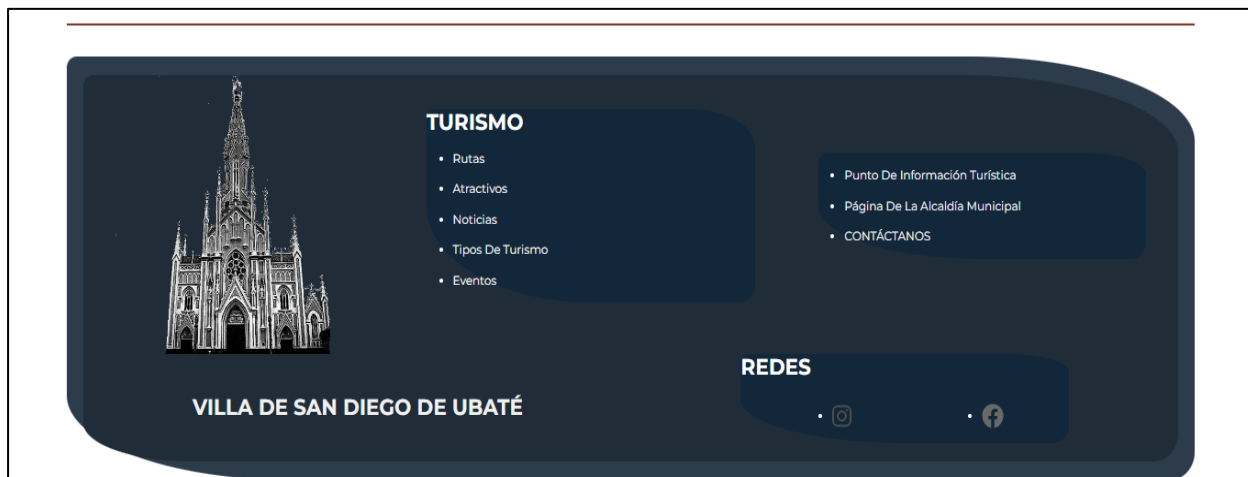 TURISMO
• Rutas
• Atractivos
• Noticias
• Tipos De Turismo
• Eventos
• Punto De Información Turística
• Página De La Alcaldía Municipal
• CONTÁCTANOS
VILLA DE SAN DIEGO DE UBATÉ
REDES